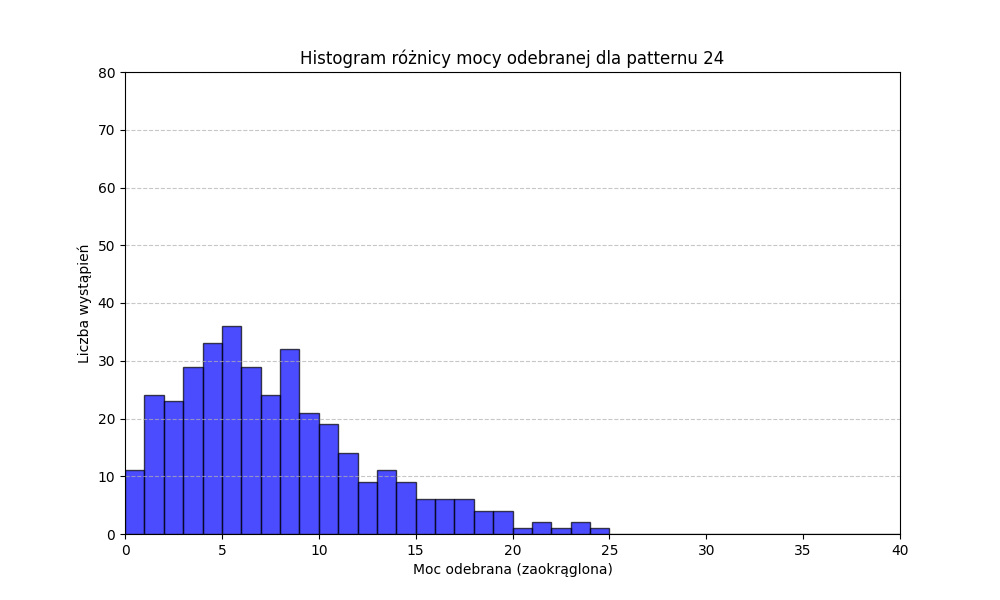 Histogram różnicy mocy odebranej dla patternu 24
80
70
60
50
40
30
20
10
0
Liczba wystąpień
0 5 10 15 20 25 30 35 40
Moc odebrana (zaokrąglona)